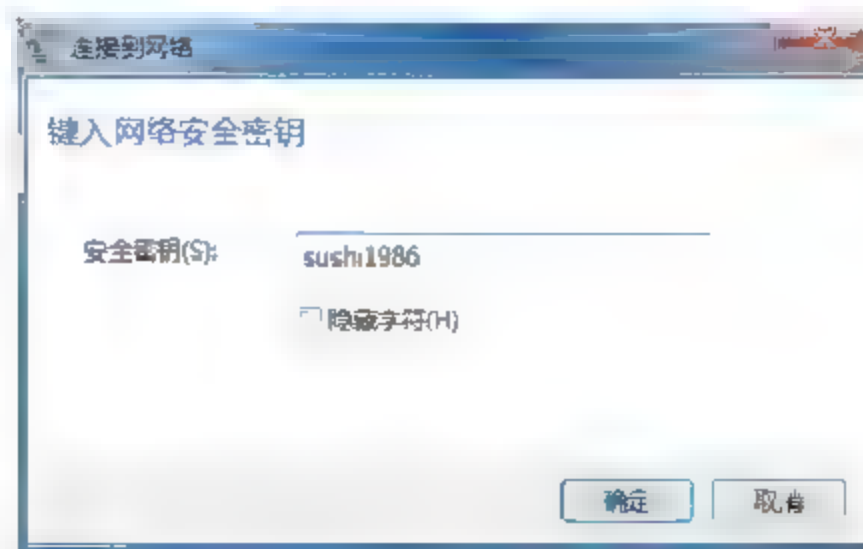 连接到网络
键入网络安全密钥
安全密钥(S):
sushi1986
隐藏字符(H)
确定
取消